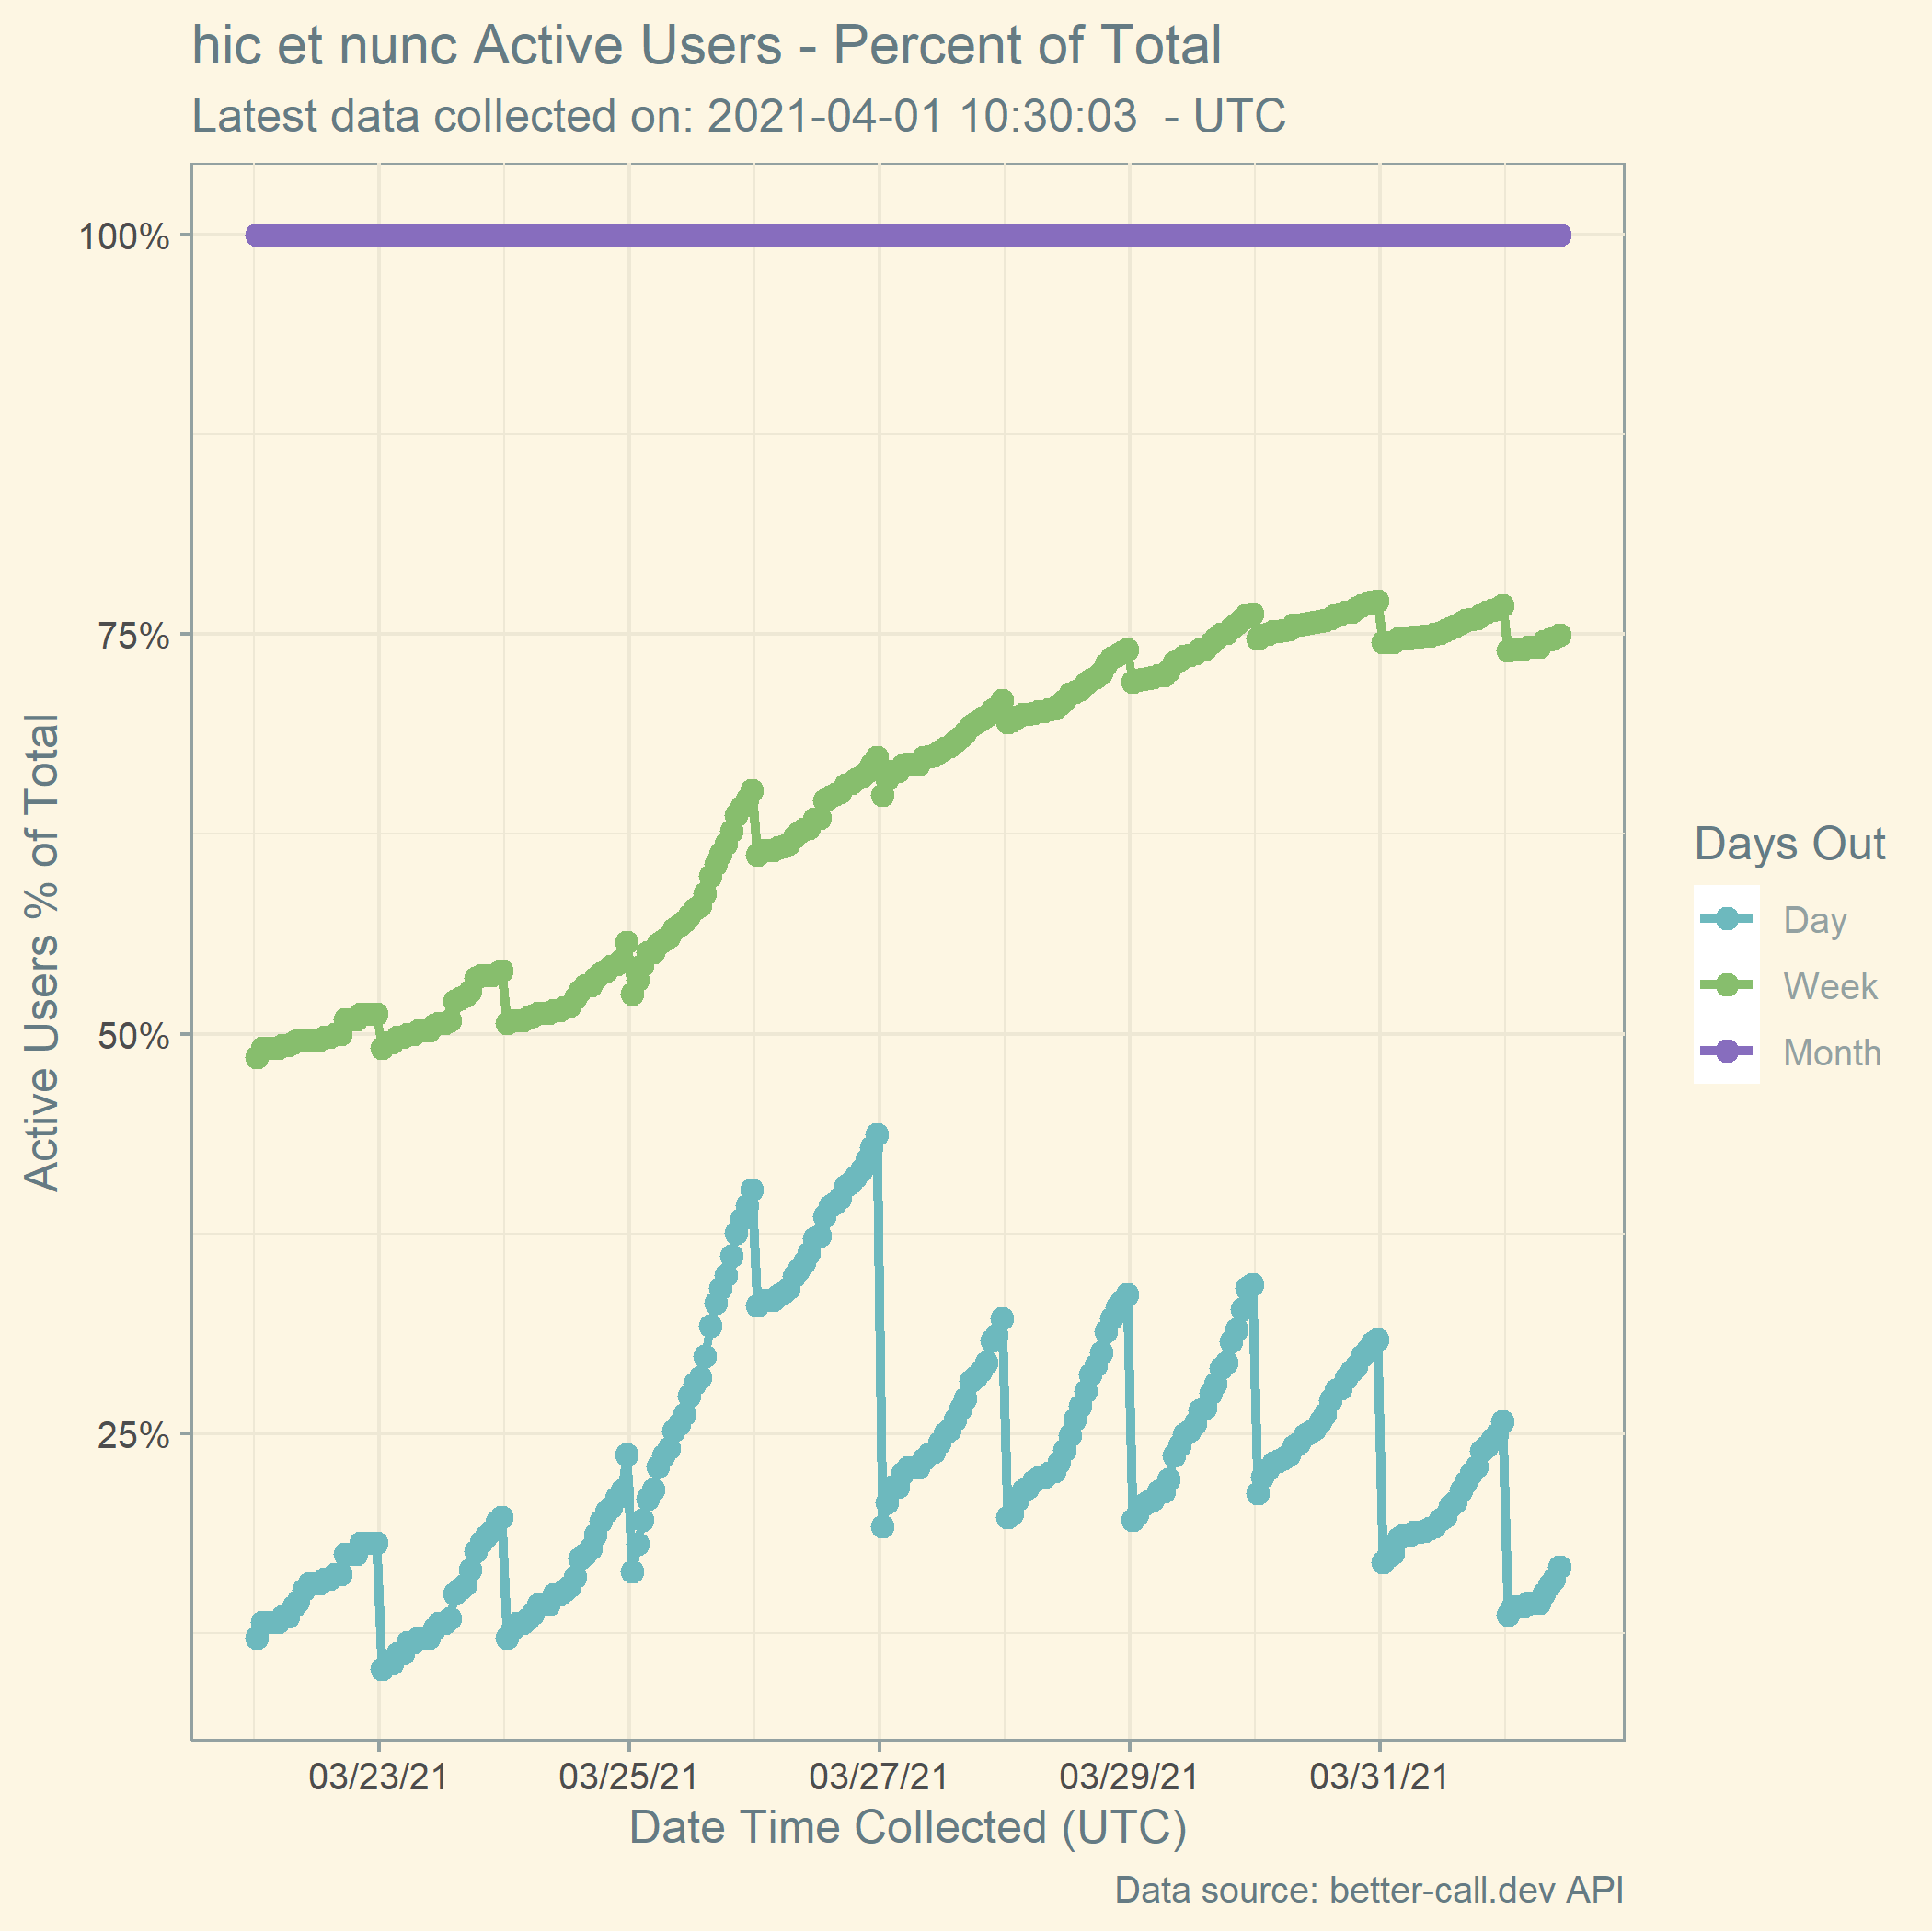 hic et nunc Active Users - Percent of Total
Latest data collected on: 2021-04-01 10:30:03  - UTC
Active Users % of Total
100%
75%
50%
25%
03/23/21
03/25/21
03/27/21
03/29/21
03/31/21
Date Time Collected (UTC)
Days Out
Day
Week
Month
Data source: better-call.dev API